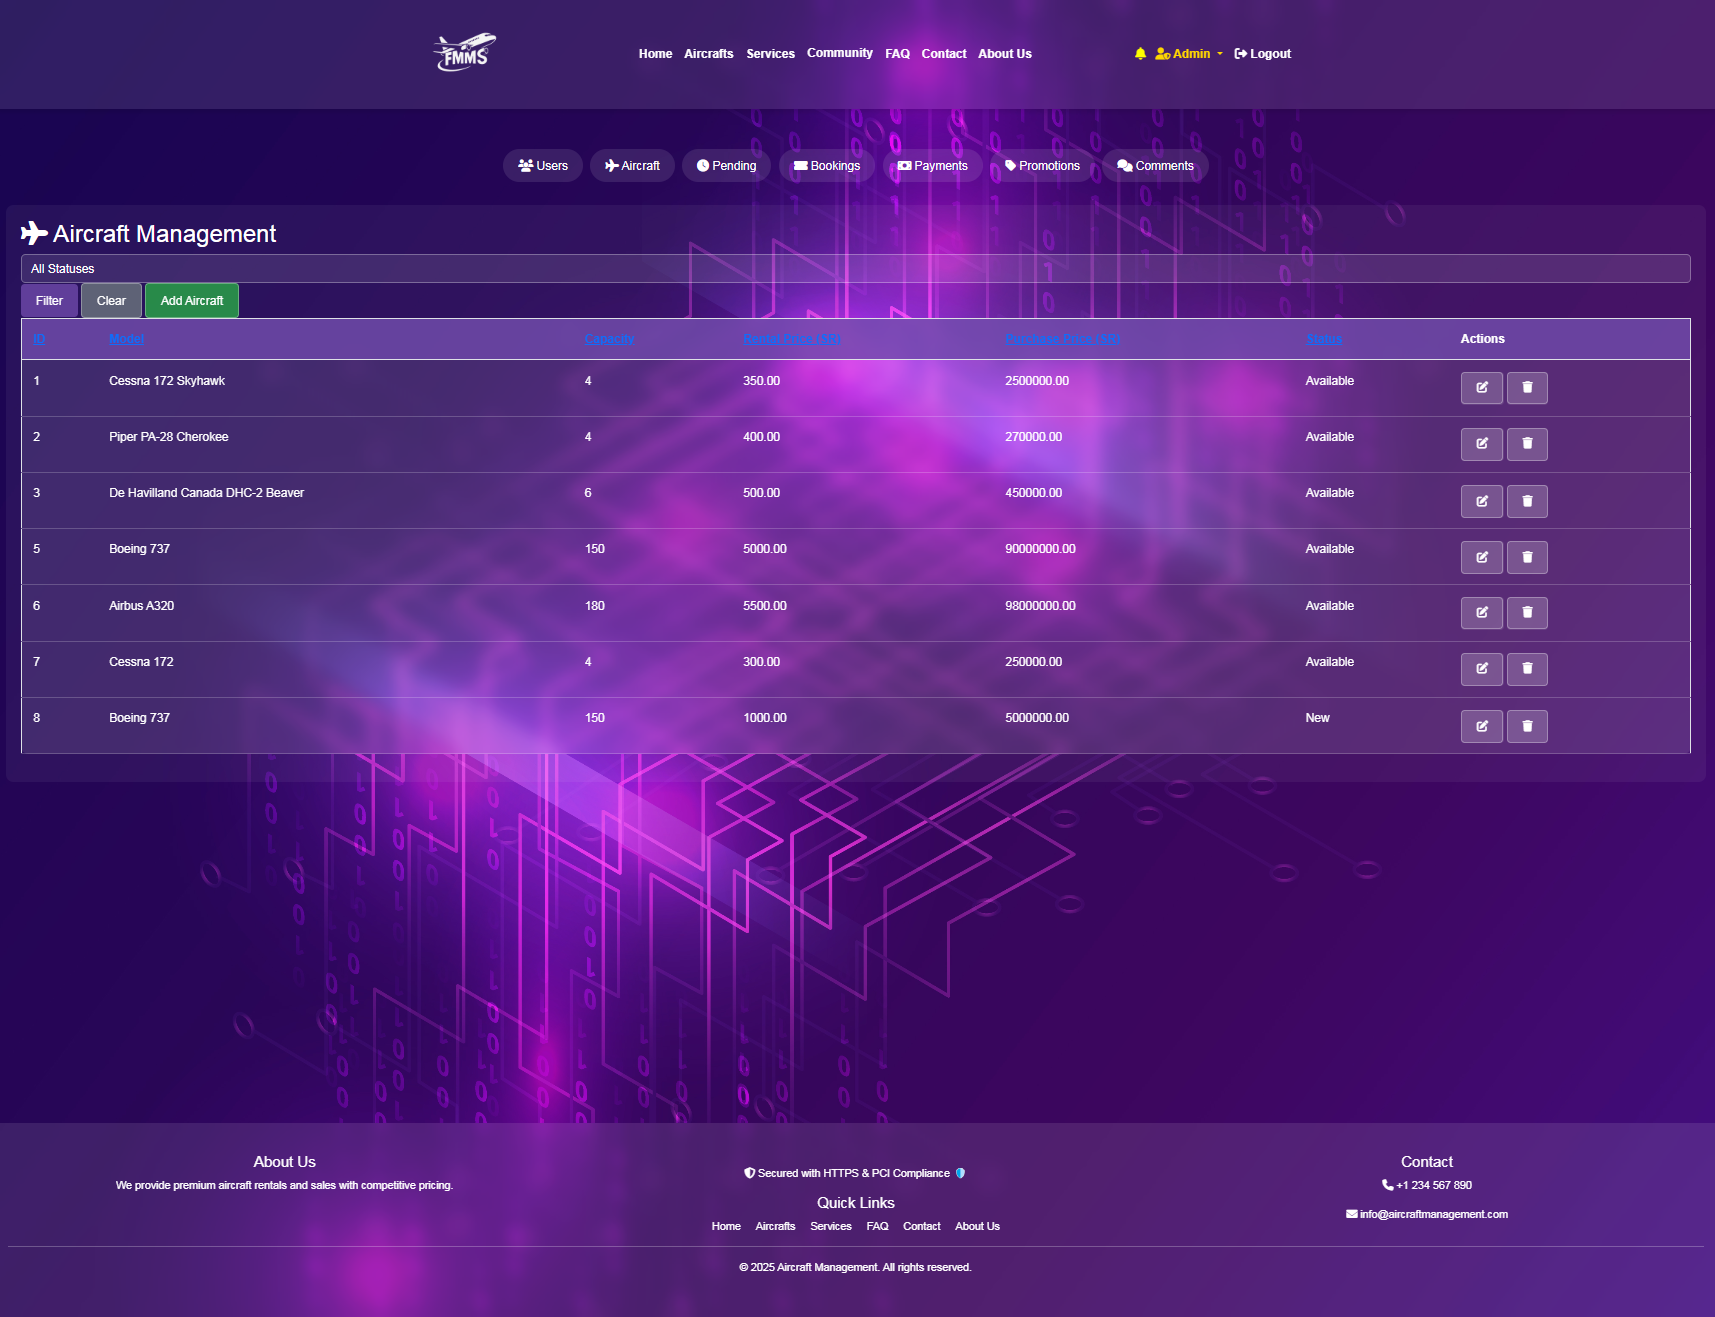 FMMS
Home Aircrafts Services Community FAQ Contact About Us
Admin Logout
Users Aircraft Pending Bookings Payments Promotions Comments
Aircraft Management
All Statuses
Filter Clear Add Aircraft
ID Model Capacity Rental Price (SR) Purchase Price (SR) Status Actions
1 Cessna 172 Skyhawk 4 350.00 2500000.00 Available
2 Piper PA-28 Cherokee 4 400.00 270000.00 Available
3 De Havilland Canada DHC-2 Beaver 6 500.00 450000.00 Available
5 Boeing 737 150 5000.00 90000000.00 Available
6 Airbus A320 180 5500.00 98000000.00 Available
7 Cessna 172 4 300.00 250000.00 Available
8 Boeing 737 150 1000.00 5000000.00 New
About Us
We provide premium aircraft rentals and sales with competitive pricing.
Secured with HTTPS & PCI Compliance
Quick Links
Home Aircrafts Services FAQ Contact About Us
Contact
+1 234 567 890
info@aircraftmanagement.com
© 2025 Aircraft Management. All rights reserved.